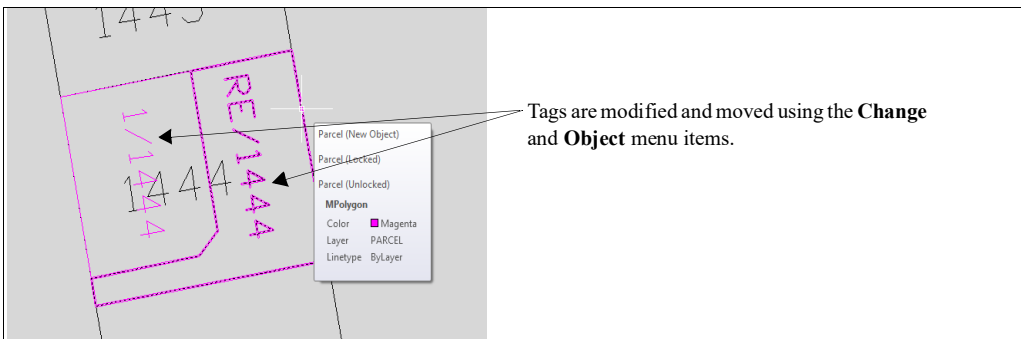 1443
1/1444
RE/1444
1444
Parcel (New Object)
Parcel (Locked)
Parcel (Unlocked)
MPolygon
Color Magenta
Layer PARCEL
Linetype ByLayer
Tags are modified and moved using the Change
and Object menu items.